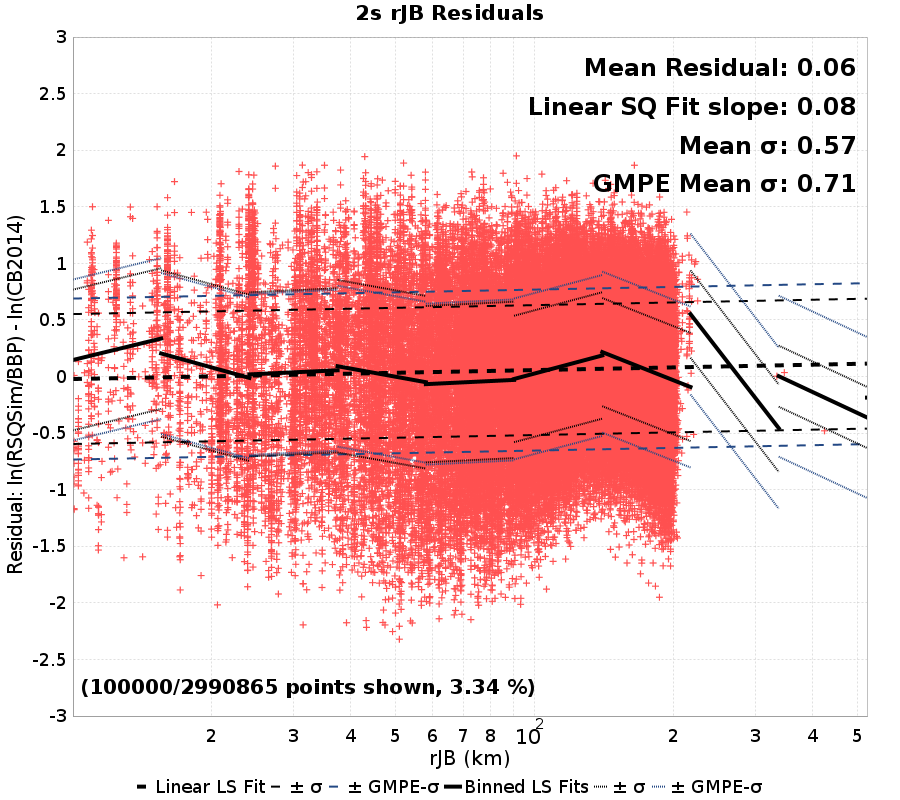 2s rJB Residuals
Mean Residual: 0.06
Linear SQ Fit slope: 0.08
Mean σ: 0.57
GMPE Mean σ: 0.71
3
2.5
2
1.5
1
0.5
0
-0.5
-1
-1.5
-2
-2.5
-3
Residual: ln(RSQSim/BBP) - ln(CB2014)
(100000/2990865 points shown, 3.34 %)
2 3 4 5 6 7 8 10² 2 3 4 5
rJB (km)
Linear LS Fit ± σ ± GMPE-σ Binned LS Fits ± σ ± GMPE-σ